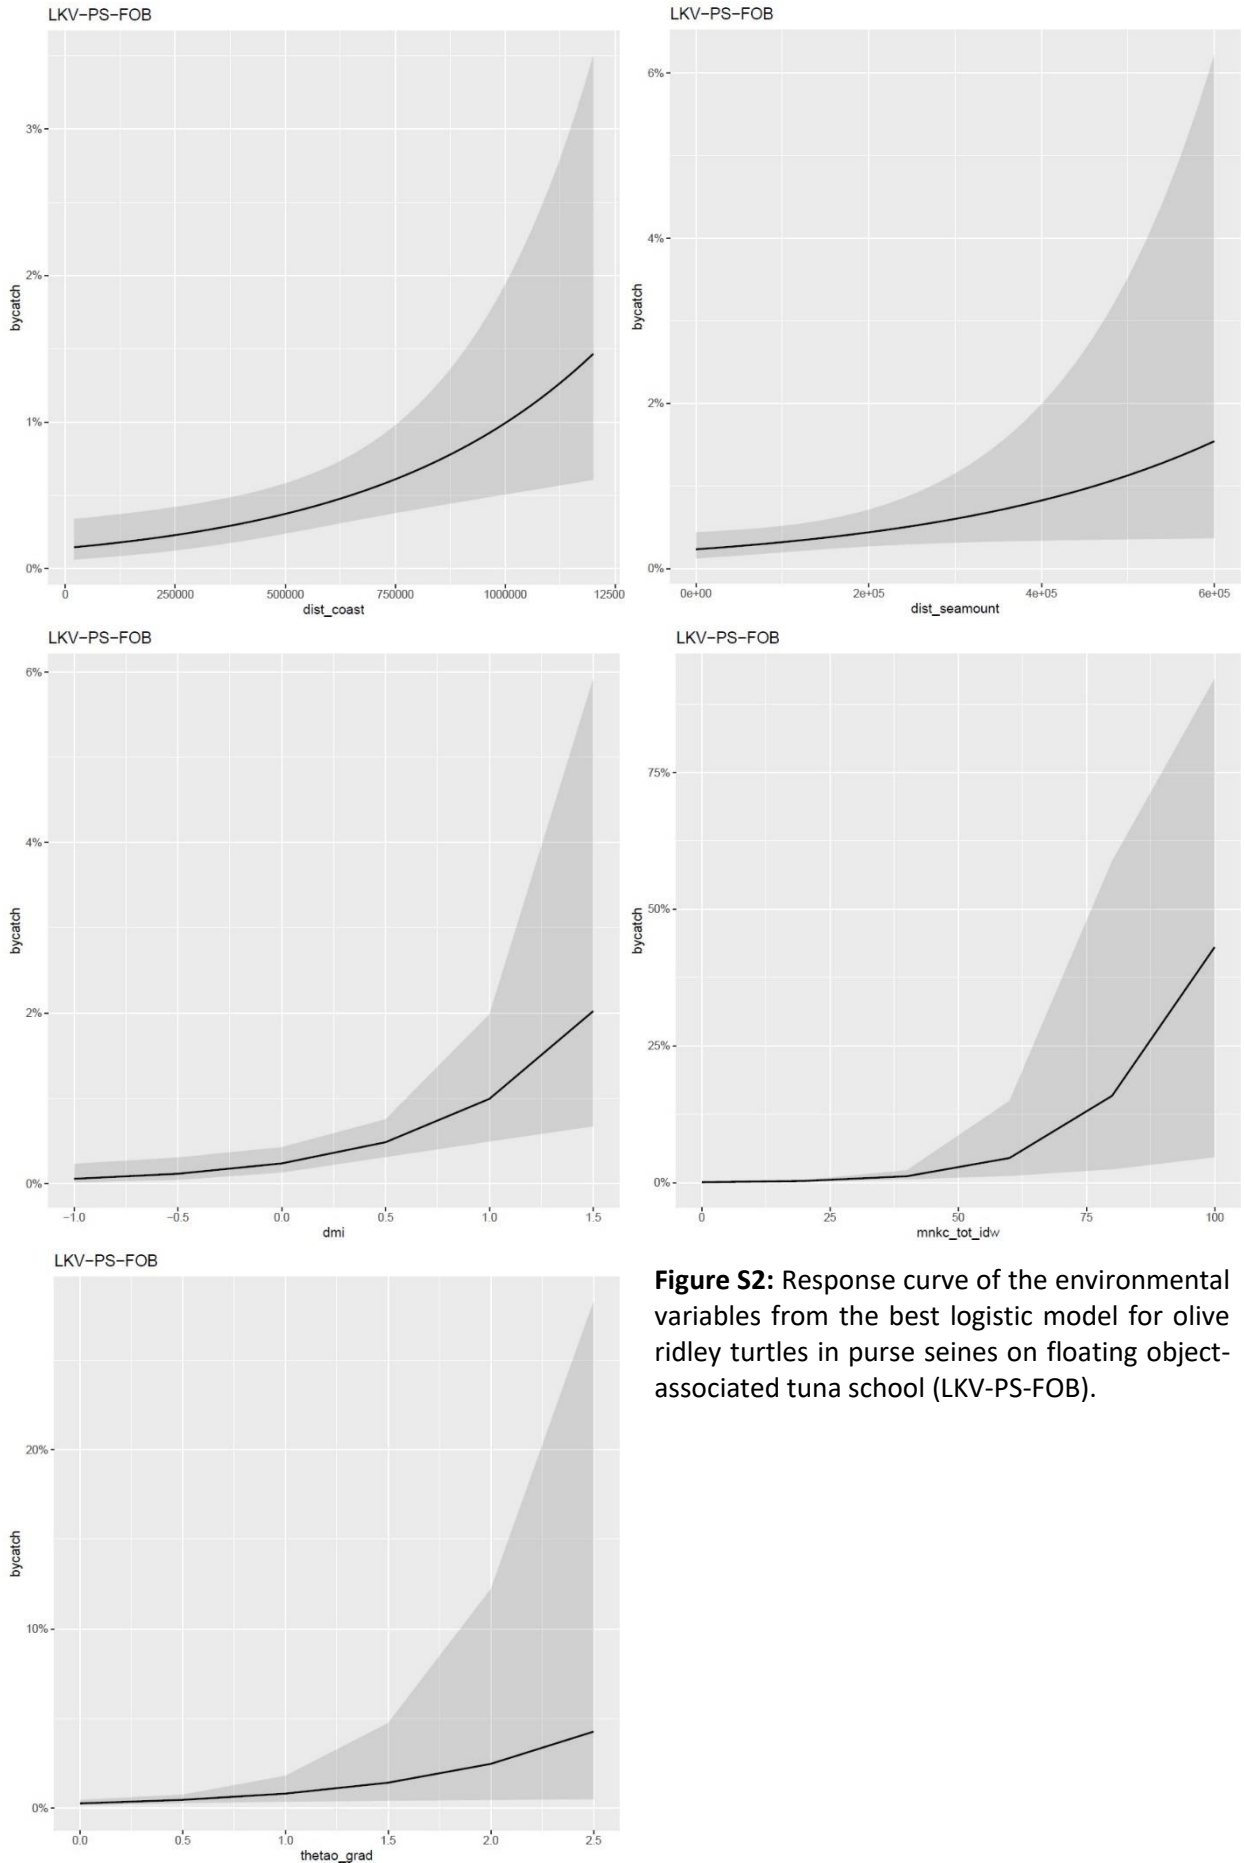 LKV−PS−FOB
3%
2%
1%
0%
bycatch
0 250000 500000 750000 1000000 12500
dist_coast
LKV−PS−FOB
6%
4%
2%
0%
bycatch
0e+00 2e+05 4e+05 6e+05
dist_seamount
LKV−PS−FOB
6%
4%
2%
0%
bycatch
−1.0 −0.5 0.0 0.5 1.0 1.5
dmi
LKV−PS−FOB
75%
50%
25%
0%
bycatch
0 25 50 75 100
mnkc_tot_idw
LKV−PS−FOB
20%
10%
0%
bycatch
0.0 0.5 1.0 1.5 2.0 2.5
thetao_grad
Figure S2: Response curve of the environmental
variables from the best logistic model for olive
ridley turtles in purse seines on floating object-
associated tuna school (LKV-PS-FOB).